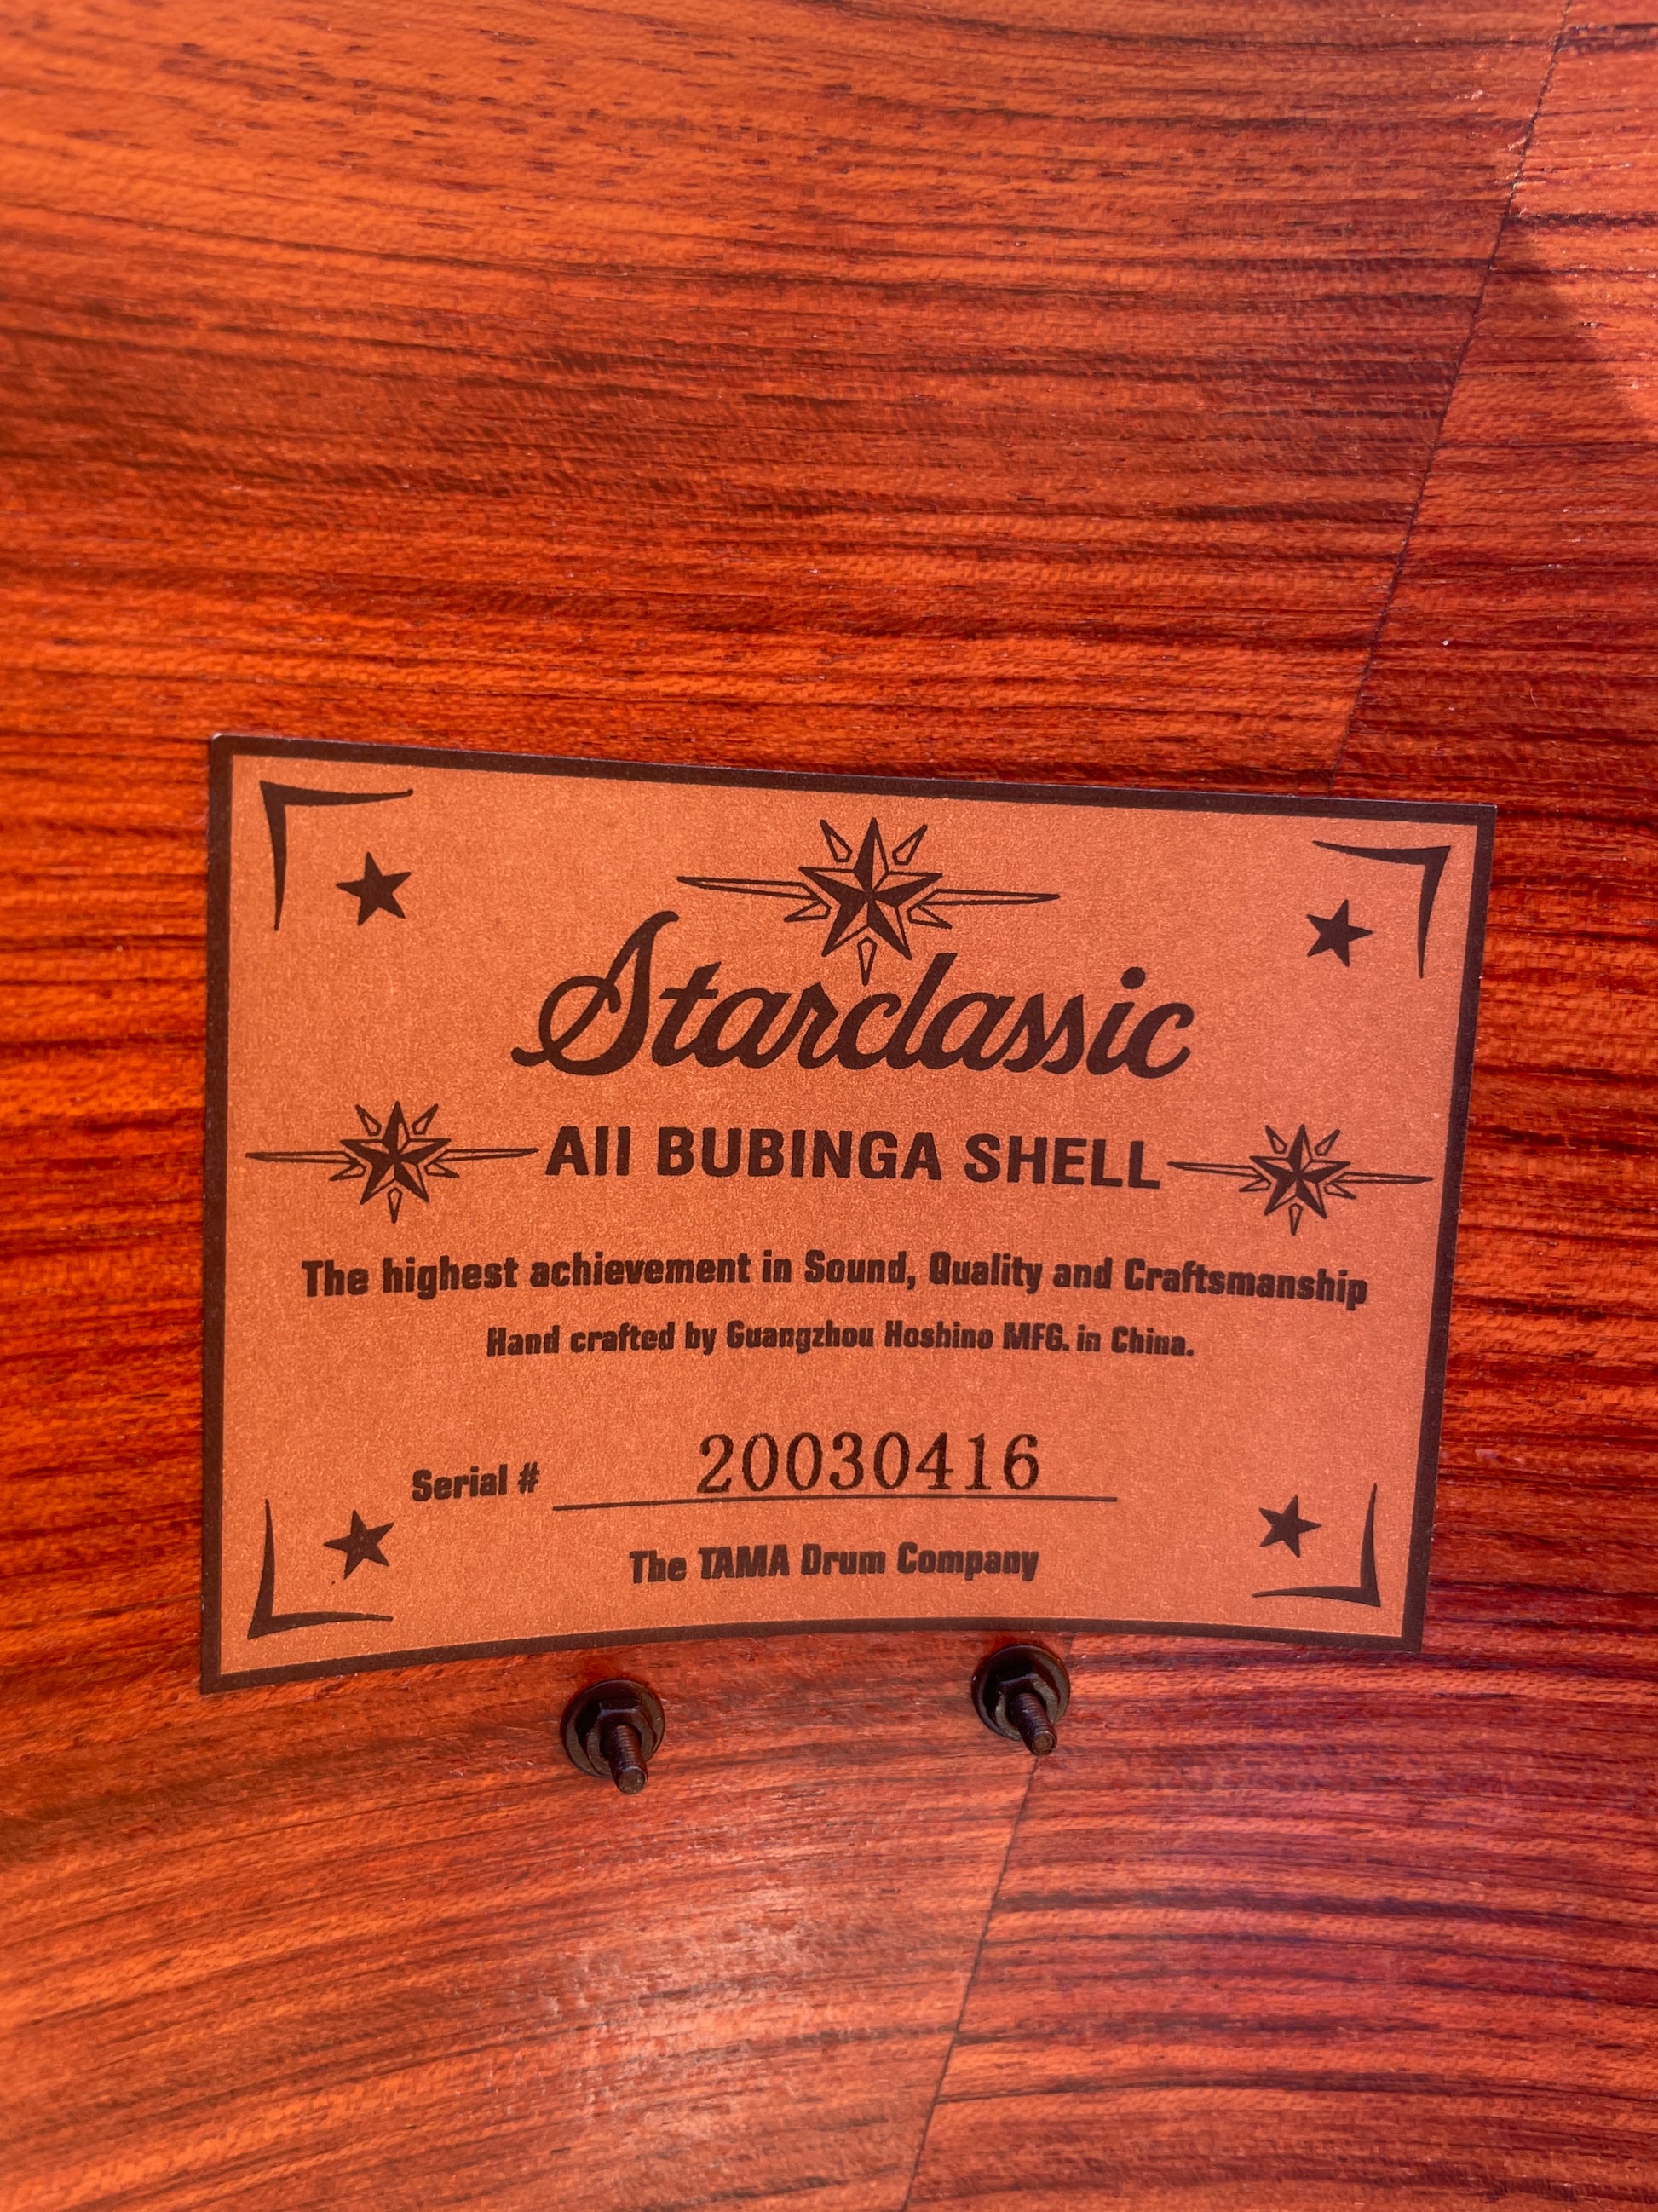 Starclassic
All BUBINGA SHELL
The highest achievement in Sound, Quality and Craftsmanship
Hand crafted by Guangzhou Hoshino MFG. in China.
Serial # 20030416
The TAMA Drum Company